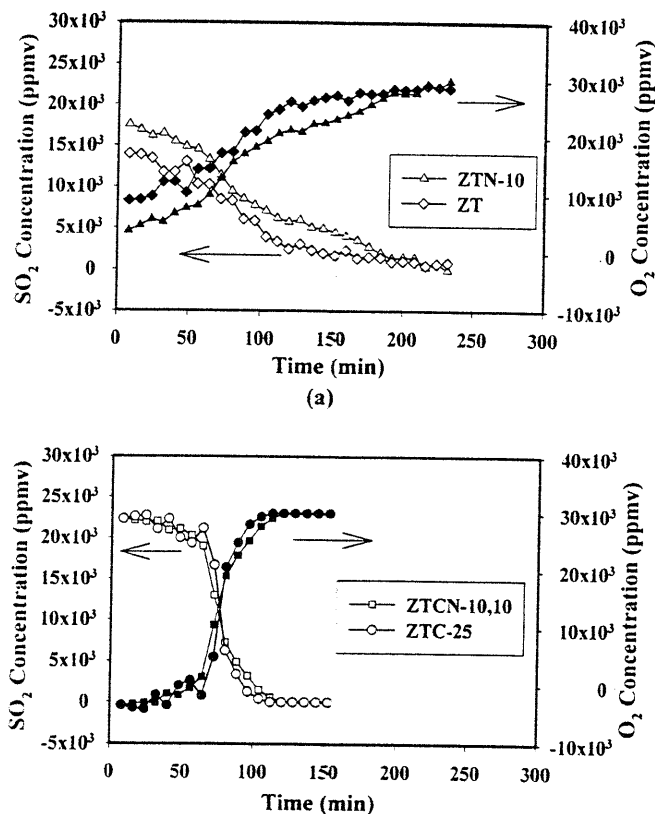 30x10³
25x10³
20x10³
15x10³
10x10³
5x10³
0
-5x10³
SO₂ Concentration (ppmv)
40x10³
30x10³
20x10³
10x10³
0
-10x10³
O₂ Concentration (ppmv)
ZTN-10
ZT
0 50 100 150 200 250 300
Time (min)
(a)
30x10³
25x10³
20x10³
15x10³
10x10³
5x10³
0
-5x10³
SO₂ Concentration (ppmv)
40x10³
30x10³
20x10³
10x10³
0
-10x10³
O₂ Concentration (ppmv)
ZTCN-10,10
ZTC-25
0 50 100 150 200 250 300
Time (min)